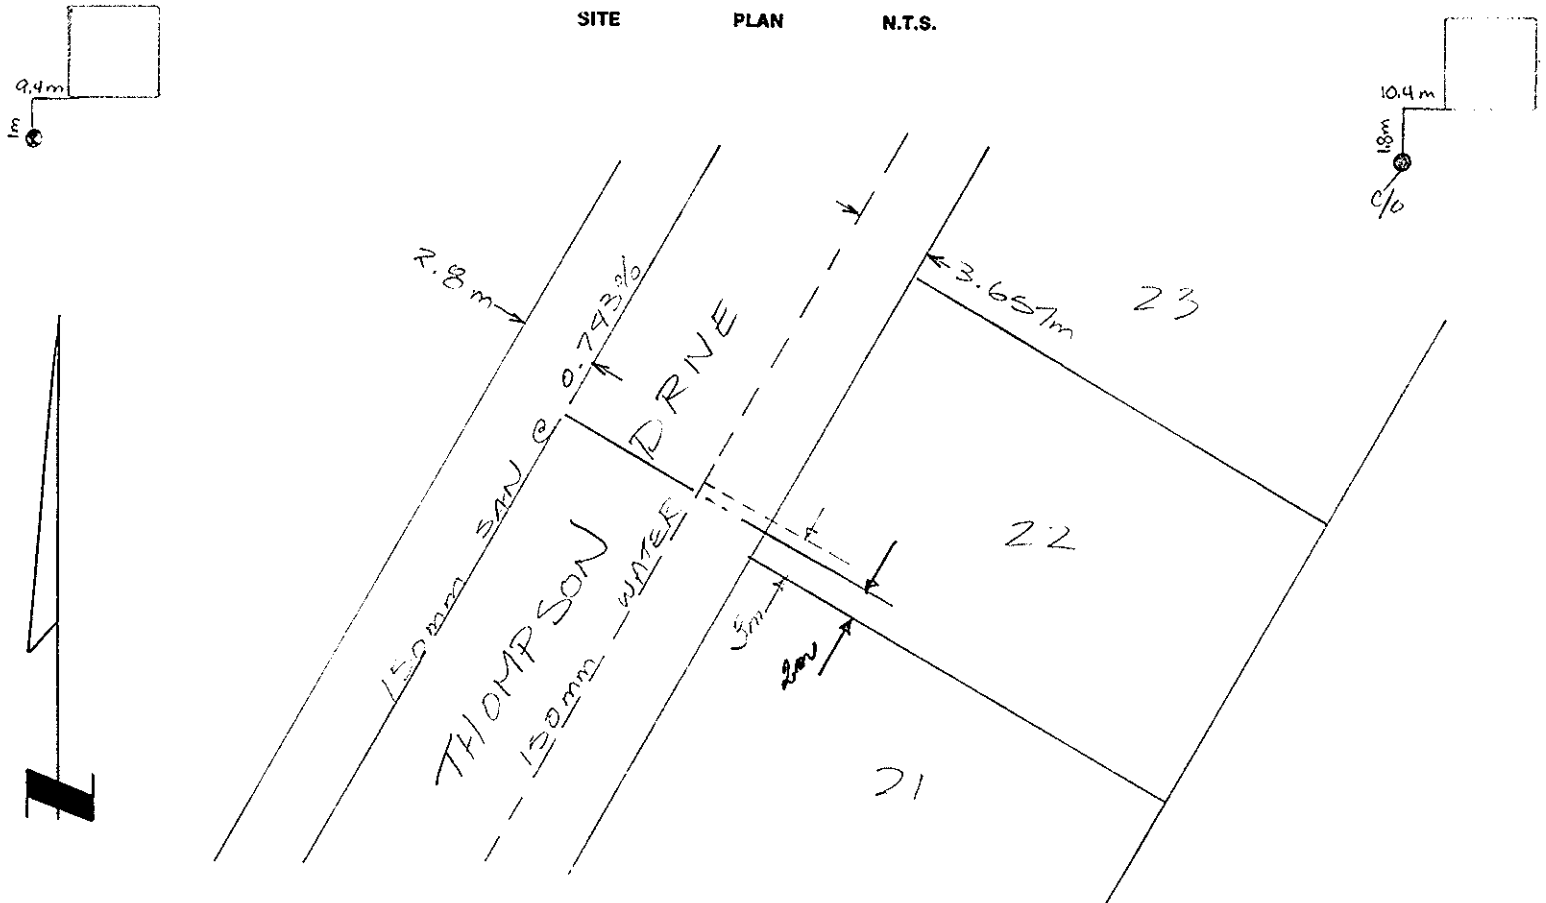 SITE PLAN N.T.S.
9.4m
1m
10.4m
1.8m
c/o
2.8m
150mm SAN @ 0.743%
THOMPSON DRIVE
150mm WATER
3.657m
23
22
21
3m
2m